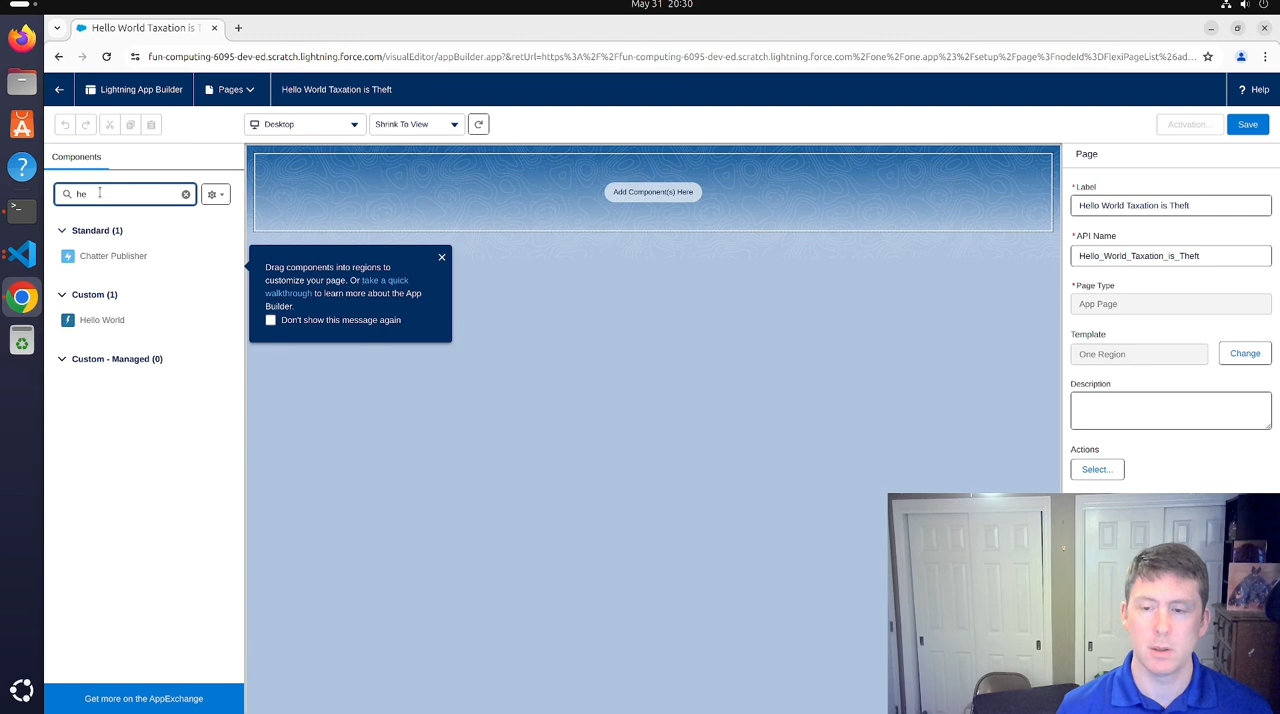 May 31 20:30
Hello World Taxation is T
fun-computing-6095-dev-ed.scratch.lightning.force.com/visualEditor/appBuilder.app?retUrl=https%3A%2F%2Ffun-computing-6095-dev-ed.scratch.lightning.force.com%2Fone%2Fone.app%23%2Fsetup%2Fpage%3FnodeId%3DFlexiPageList%26ad...
Lightning App Builder
Pages
Hello World Taxation is Theft
? Help
Desktop
Shrink To View
Activation...
Save
Components
he
Standard (1)
Chatter Publisher
Custom (1)
Hello World
Custom - Managed (0)
Get more on the AppExchange
Add Component(s) Here
Drag components into regions to
customize your page. Or take a quick
walkthrough to learn more about the App
Builder.
Don't show this message again
Page
*Label
Hello World Taxation is Theft
*API Name
Hello_World_Taxation_is_Theft
*Page Type
App Page
Template
One Region
Change
Description
Actions
Select...